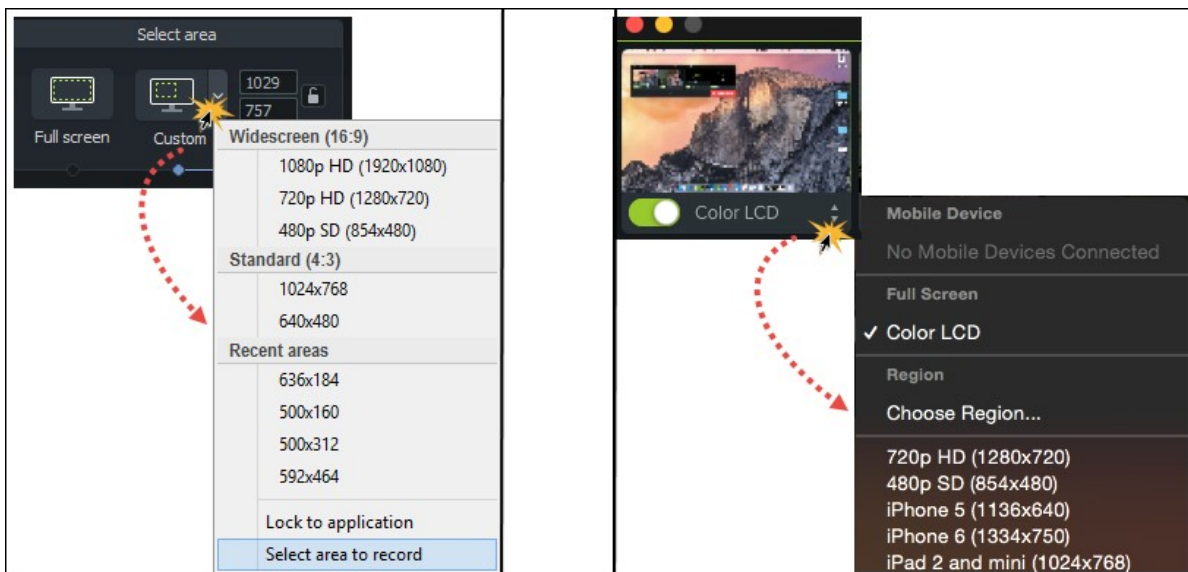 Select area
1029
757
Full screen
Custom
Widescreen (16:9)
1080p HD (1920x1080)
720p HD (1280x720)
480p SD (854x480)
Standard (4:3)
1024x768
640x480
Recent areas
636x184
500x160
500x312
592x464
Lock to application
Select area to record
Color LCD
Mobile Device
No Mobile Devices Connected
Full Screen
✓ Color LCD
Region
Choose Region...
720p HD (1280x720)
480p SD (854x480)
iPhone 5 (1136x640)
iPhone 6 (1334x750)
iPad 2 and mini (1024x768)